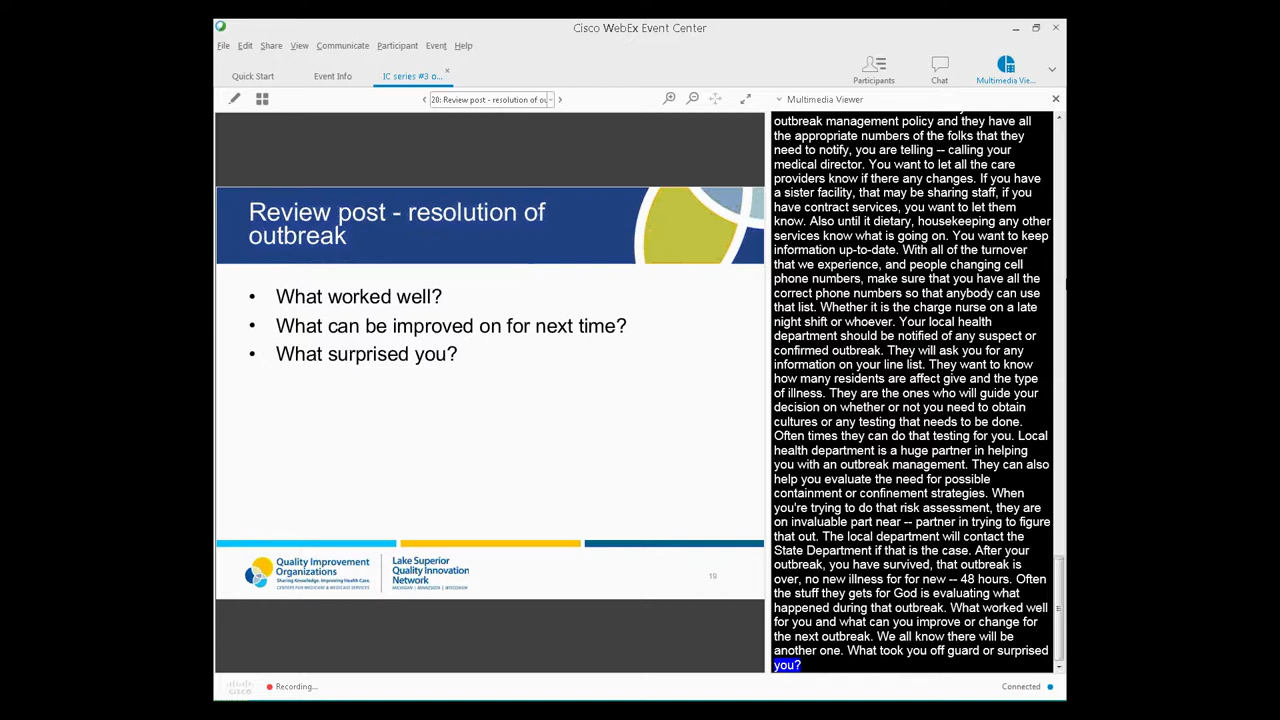 Cisco WebEx Event Center
File Edit Share View Communicate Participant Event Help
Quick Start Event Info IC series #3 o...
Participants Chat Multimedia Vie...
20: Review post - resolution of ou
Multimedia Viewer
Review post - resolution of
outbreak
• What worked well?
• What can be improved on for next time?
• What surprised you?
Quality Improvement
Organizations
Sharing Knowledge. Improving Health Care.
CENTERS FOR MEDICARE & MEDICAID SERVICES
Lake Superior
Quality Innovation
Network
MICHIGAN | MINNESOTA | WISCONSIN
19
outbreak management policy and they have all
the appropriate numbers of the folks that they
need to notify, you are telling -- calling your
medical director. You want to let all the care
providers know if there any changes. If you have
a sister facility, that may be sharing staff, if you
have contract services, you want to let them
know. Also until it dietary, housekeeping any other
services know what is going on. You want to keep
information up-to-date. With all of the turnover
that we experience, and people changing cell
phone numbers, make sure that you have all the
correct phone numbers so that anybody can use
that list. Whether it is the charge nurse on a late
night shift or whoever. Your local health
department should be notified of any suspect or
confirmed outbreak. They will ask you for any
information on your line list. They want to know
how many residents are affect give and the type
of illness. They are the ones who will guide your
decision on whether or not you need to obtain
cultures or any testing that needs to be done.
Often times they can do that testing for you. Local
health department is a huge partner in helping
you with an outbreak management. They can also
help you evaluate the need for possible
containment or confinement strategies. When
you're trying to do that risk assessment, they are
on invaluable part near -- partner in trying to figure
that out. The local department will contact the
State Department if that is the case. After your
outbreak, you have survived, that outbreak is
over, no new illness for for new -- 48 hours. Often
the stuff they gets for God is evaluating what
happened during that outbreak. What worked well
for you and what can you improve or change for
the next outbreak. We all know there will be
another one. What took you off guard or surprised
you?
cisco
Recording...
Connected